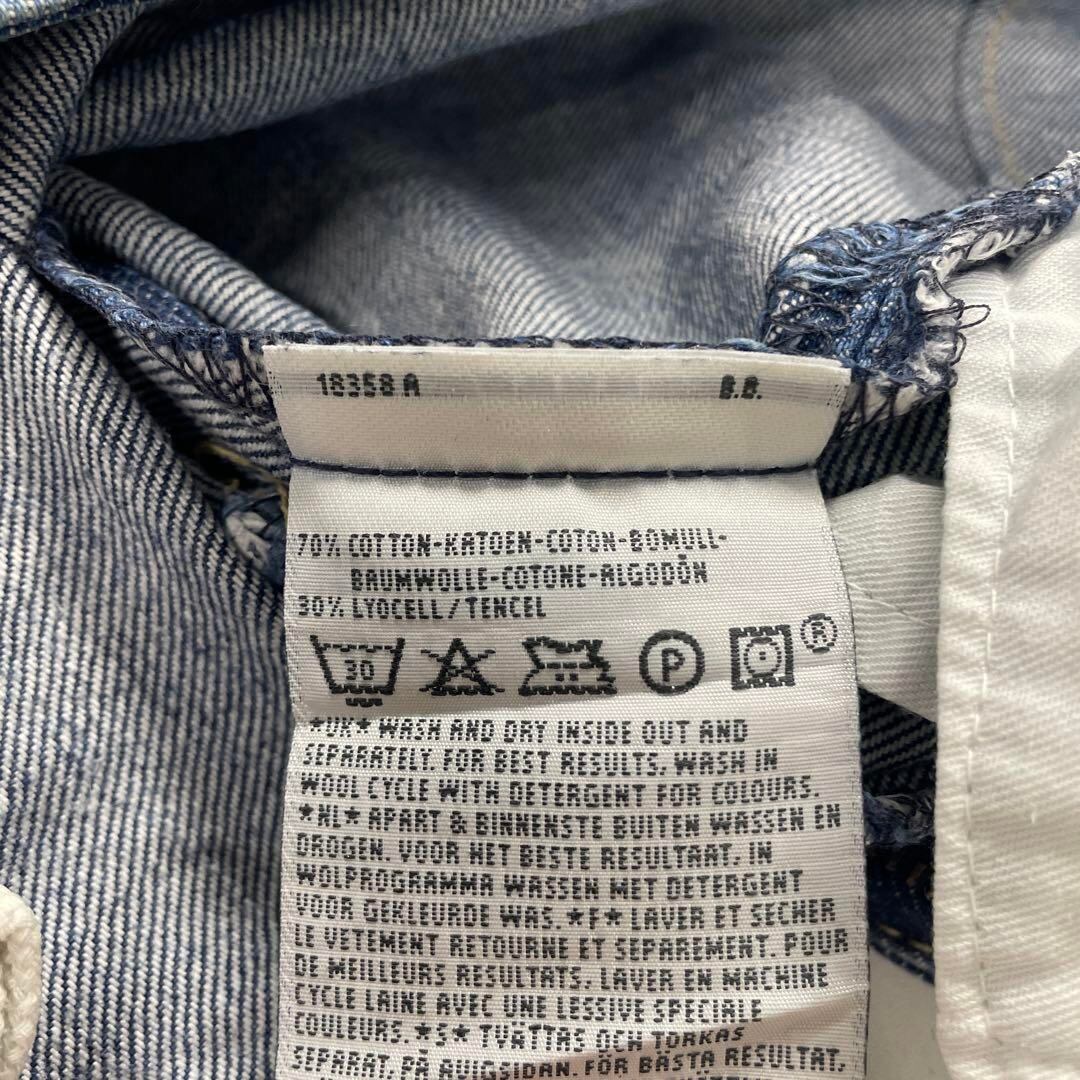 18358 A B.B.
70% COTTON-KATOEN-COTON-BOMULL-
BAUMWOLLE-COTONE-ALGODÓN
30% LYOCELL/TENCEL
30 P ®
*UK* WASH AND DRY INSIDE OUT AND
SEPARATELY. FOR BEST RESULTS. WASH IN
WOOL CYCLE WITH DETERGENT FOR COLOURS.
*NL* APART & BINNENSTE BUITEN WASSEN EN
DROGEN. VOOR HET BESTE RESULTAAT, IN
WOLPROGRAMMA WASSEN MET DETERGENT
VOOR GEKLEURDE WAS. *F* LAVER ET SECHER
LE VETEMENT RETOURNE ET SEPAREMENT. POUR
DE MEILLEURS RESULTATS. LAVER EN MACHINE
CYCLE LAINE AVEC UNE LESSIVE SPECIALE
COULEURS. *S* TVÄTTAS OCH TORKAS
SEPARAT. PÅ AVIGSIDAN. FÖR BÄSTA RESULTAT,